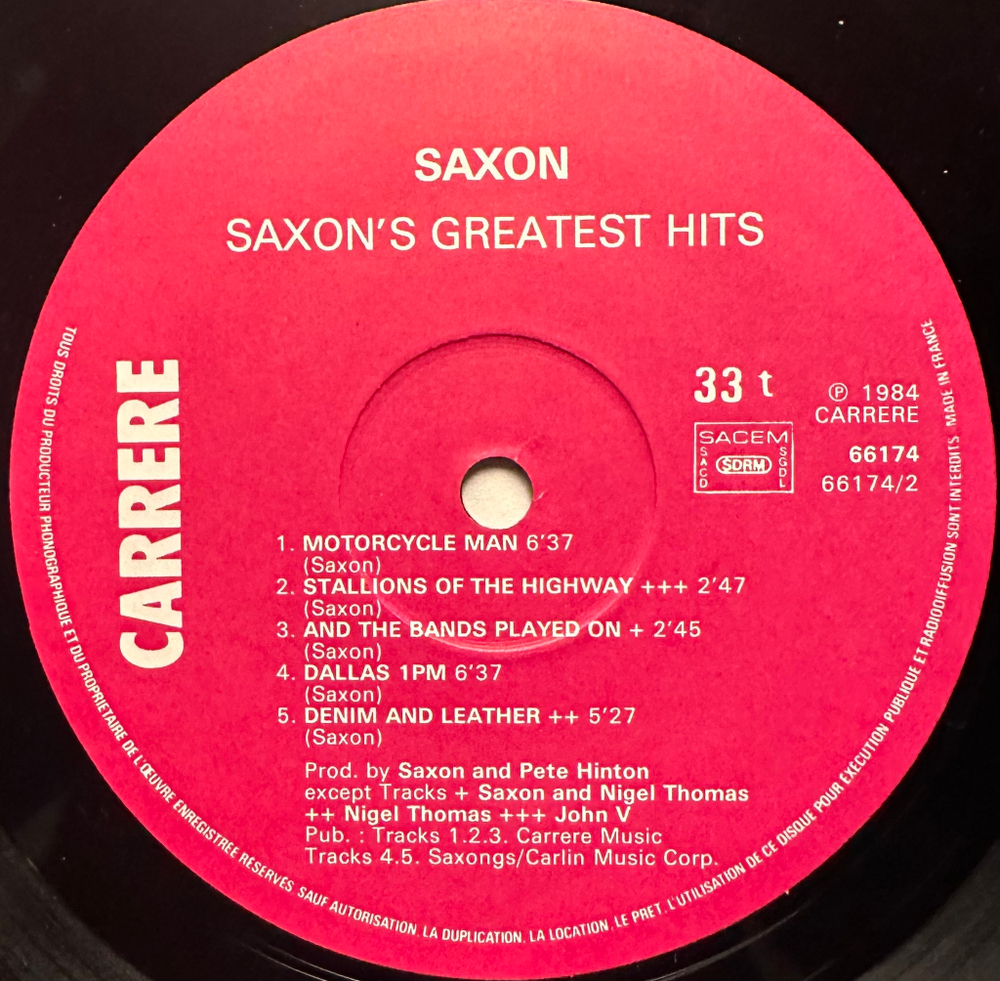 SAXON
SAXON'S GREATEST HITS
CARRERE
33 t
℗ 1984
CARRERE
SACEM
SACD
SDRM
SGDL
66174
66174/2
1. MOTORCYCLE MAN 6'37
(Saxon)
2. STALLIONS OF THE HIGHWAY +++ 2'47
(Saxon)
3. AND THE BANDS PLAYED ON + 2'45
(Saxon)
4. DALLAS 1PM 6'37
(Saxon)
5. DENIM AND LEATHER ++ 5'27
(Saxon)
Prod. by Saxon and Pete Hinton
except Tracks + Saxon and Nigel Thomas
++ Nigel Thomas +++ John V
Pub. : Tracks 1.2.3. Carrere Music
Tracks 4.5. Saxongs/Carlin Music Corp.
TOUS DROITS DU PRODUCTEUR PHONOGRAPHIQUE ET DU PROPRIETAIRE DE L'ŒUVRE ENREGISTREE RESERVES SAUF AUTORISATION, LA DUPLICATION, LA LOCATION, LE PRET, L'UTILISATION DE CE DISQUE POUR EXECUTION PUBLIQUE ET RADIODIFFUSION SONT INTERDITS. MADE IN FRANCE